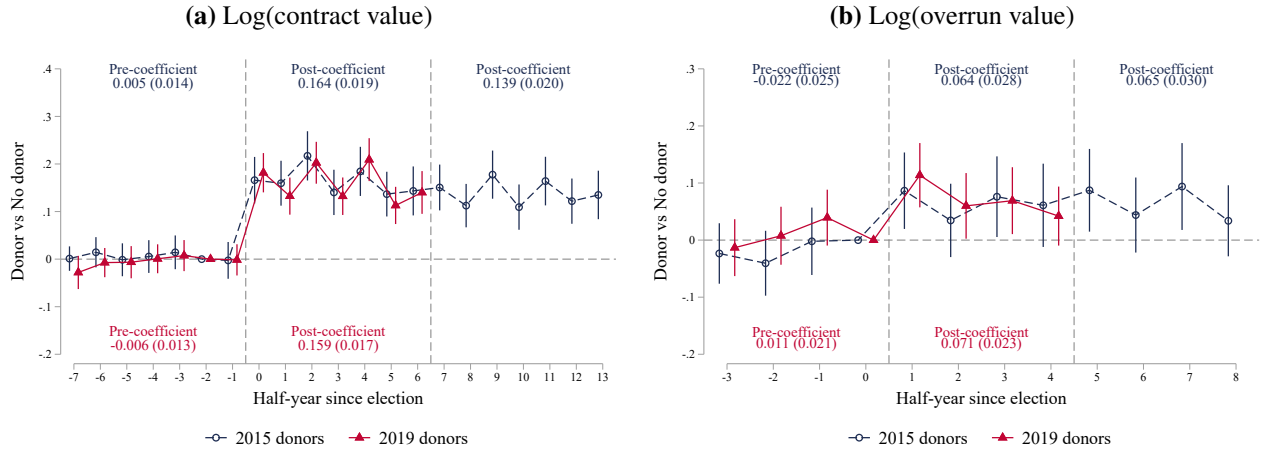 (a) Log(contract value)
Donor vs No donor
.4
.3
.2
.1
0
-.1
-.2
Pre-coefficient
0.005 (0.014)
Post-coefficient
0.164 (0.019)
Post-coefficient
0.139 (0.020)
Pre-coefficient
-0.006 (0.013)
Post-coefficient
0.159 (0.017)
-7 -6 -5 -4 -3 -2 -1 0 1 2 3 4 5 6 7 8 9 10 11 12 13
Half-year since election
2015 donors 2019 donors
(b) Log(overrun value)
Donor vs No donor
.3
.2
.1
0
-.1
-.2
Pre-coefficient
-0.022 (0.025)
Post-coefficient
0.064 (0.028)
Post-coefficient
0.065 (0.030)
Pre-coefficient
0.011 (0.021)
Post-coefficient
0.071 (0.023)
-3 -2 -1 0 1 2 3 4 5 6 7 8
Half-year since election
2015 donors 2019 donors